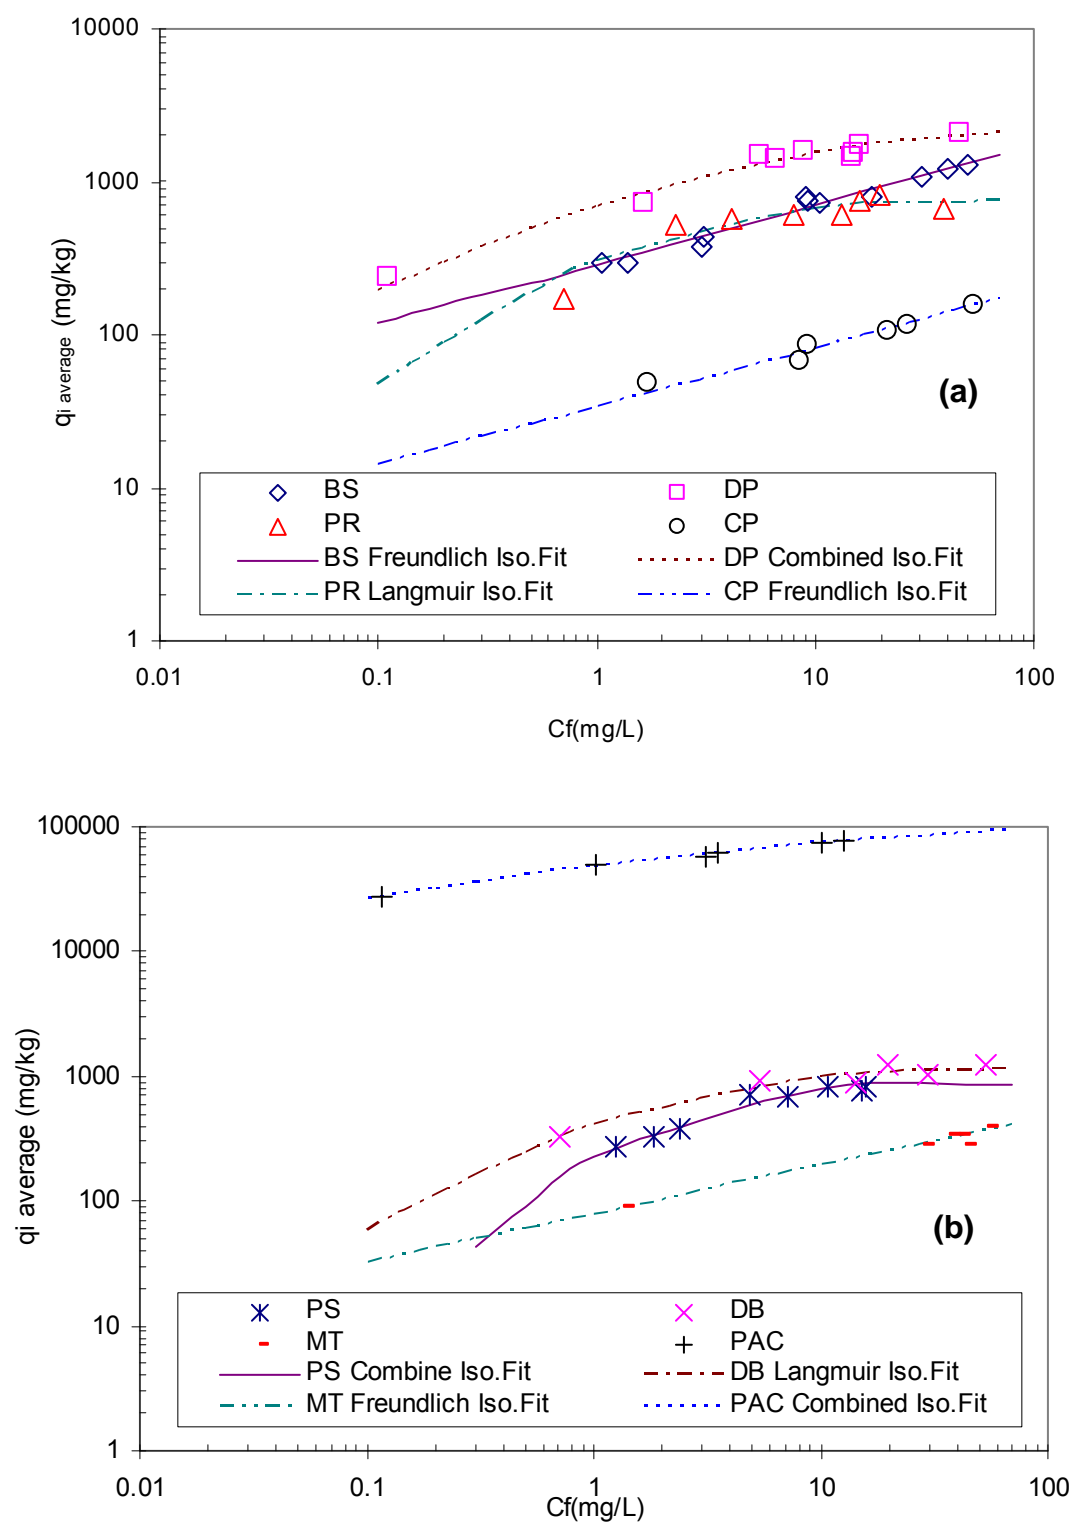 10000
1000
100
10
1
qi average (mg/kg)
(a)
BS DP
PR CP
BS Freundlich Iso.Fit DP Combined Iso.Fit
PR Langmuir Iso.Fit CP Freundlich Iso.Fit
0.01 0.1 1 10 100
Cf(mg/L)
100000
10000
1000
100
10
1
qi average (mg/kg)
(b)
PS DB
MT PAC
PS Combine Iso.Fit DB Langmuir Iso.Fit
MT Freundlich Iso.Fit PAC Combined Iso.Fit
0.01 0.1 1 10 100
Cf(mg/L)